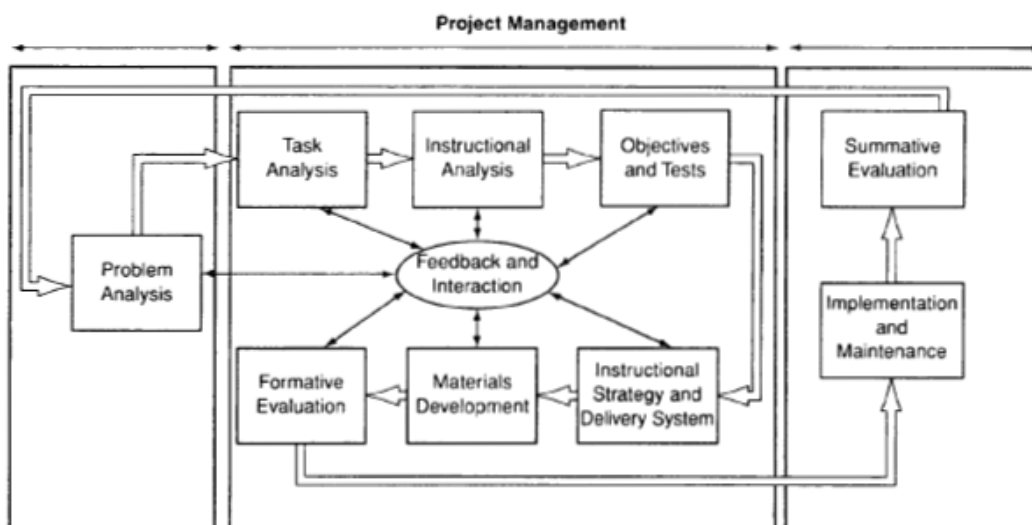 Project Management
Task
Analysis
Instructional
Analysis
Objectives
and Tests
Summative
Evaluation
Problem
Analysis
Feedback and
Interaction
Implementation
and
Maintenance
Formative
Evaluation
Materials
Development
Instructional
Strategy and
Delivery System